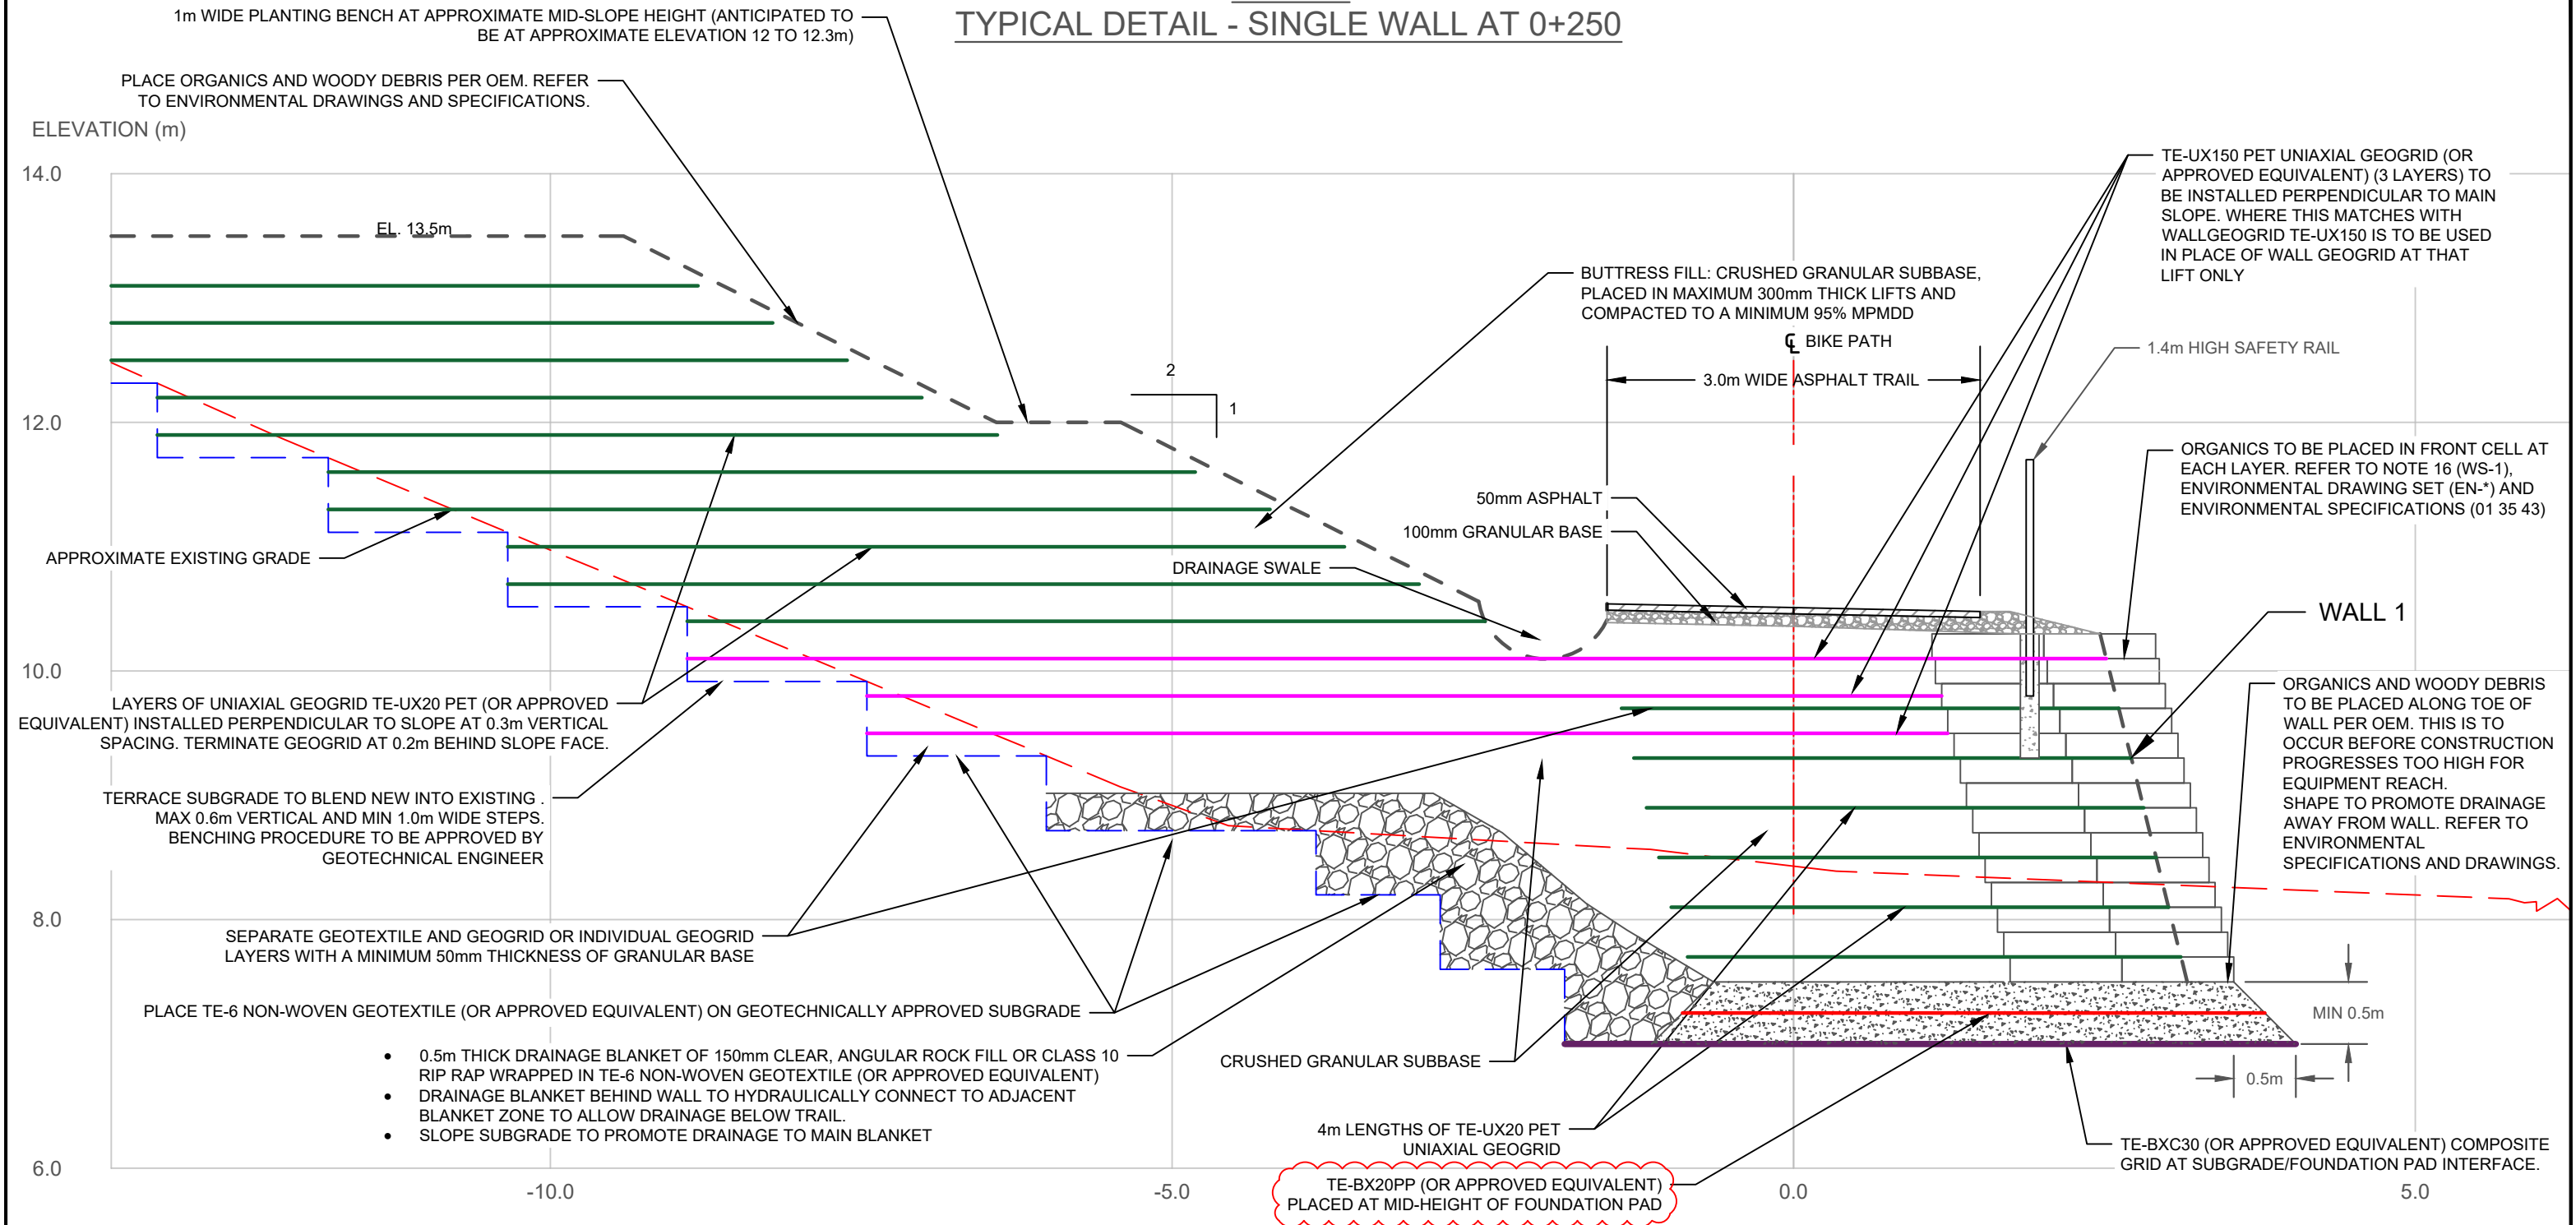 TYPICAL DETAIL - SINGLE WALL AT 0+250
1m WIDE PLANTING BENCH AT APPROXIMATE MID-SLOPE HEIGHT (ANTICIPATED TO
BE AT APPROXIMATE ELEVATION 12 TO 12.3m)
PLACE ORGANICS AND WOODY DEBRIS PER OEM. REFER
TO ENVIRONMENTAL DRAWINGS AND SPECIFICATIONS.
ELEVATION (m)
14.0
12.0
10.0
8.0
6.0
-10.0
-5.0
0.0
5.0
EL. 13.5m
2
1
TE-UX150 PET UNIAXIAL GEOGRID (OR
APPROVED EQUIVALENT) (3 LAYERS) TO
BE INSTALLED PERPENDICULAR TO MAIN
SLOPE. WHERE THIS MATCHES WITH
WALLGEOGRID TE-UX150 IS TO BE USED
IN PLACE OF WALL GEOGRID AT THAT
LIFT ONLY
BUTTRESS FILL: CRUSHED GRANULAR SUBBASE,
PLACED IN MAXIMUM 300mm THICK LIFTS AND
COMPACTED TO A MINIMUM 95% MPMDD
℄ BIKE PATH
3.0m WIDE ASPHALT TRAIL
1.4m HIGH SAFETY RAIL
ORGANICS TO BE PLACED IN FRONT CELL AT
EACH LAYER. REFER TO NOTE 16 (WS-1),
ENVIRONMENTAL DRAWING SET (EN-*) AND
ENVIRONMENTAL SPECIFICATIONS (01 35 43)
50mm ASPHALT
100mm GRANULAR BASE
DRAINAGE SWALE
APPROXIMATE EXISTING GRADE
WALL 1
LAYERS OF UNIAXIAL GEOGRID TE-UX20 PET (OR APPROVED
EQUIVALENT) INSTALLED PERPENDICULAR TO SLOPE AT 0.3m VERTICAL
SPACING. TERMINATE GEOGRID AT 0.2m BEHIND SLOPE FACE.
ORGANICS AND WOODY DEBRIS
TO BE PLACED ALONG TOE OF
WALL PER OEM. THIS IS TO
OCCUR BEFORE CONSTRUCTION
PROGRESSES TOO HIGH FOR
EQUIPMENT REACH.
SHAPE TO PROMOTE DRAINAGE
AWAY FROM WALL. REFER TO
ENVIRONMENTAL
SPECIFICATIONS AND DRAWINGS.
TERRACE SUBGRADE TO BLEND NEW INTO EXISTING .
MAX 0.6m VERTICAL AND MIN 1.0m WIDE STEPS.
BENCHING PROCEDURE TO BE APPROVED BY
GEOTECHNICAL ENGINEER
SEPARATE GEOTEXTILE AND GEOGRID OR INDIVIDUAL GEOGRID
LAYERS WITH A MINIMUM 50mm THICKNESS OF GRANULAR BASE
PLACE TE-6 NON-WOVEN GEOTEXTILE (OR APPROVED EQUIVALENT) ON GEOTECHNICALLY APPROVED SUBGRADE
• 0.5m THICK DRAINAGE BLANKET OF 150mm CLEAR, ANGULAR ROCK FILL OR CLASS 10
RIP RAP WRAPPED IN TE-6 NON-WOVEN GEOTEXTILE (OR APPROVED EQUIVALENT)
• DRAINAGE BLANKET BEHIND WALL TO HYDRAULICALLY CONNECT TO ADJACENT
BLANKET ZONE TO ALLOW DRAINAGE BELOW TRAIL.
• SLOPE SUBGRADE TO PROMOTE DRAINAGE TO MAIN BLANKET
CRUSHED GRANULAR SUBBASE
MIN 0.5m
0.5m
4m LENGTHS OF TE-UX20 PET
UNIAXIAL GEOGRID
TE-BX20PP (OR APPROVED EQUIVALENT)
PLACED AT MID-HEIGHT OF FOUNDATION PAD
TE-BXC30 (OR APPROVED EQUIVALENT) COMPOSITE
GRID AT SUBGRADE/FOUNDATION PAD INTERFACE.